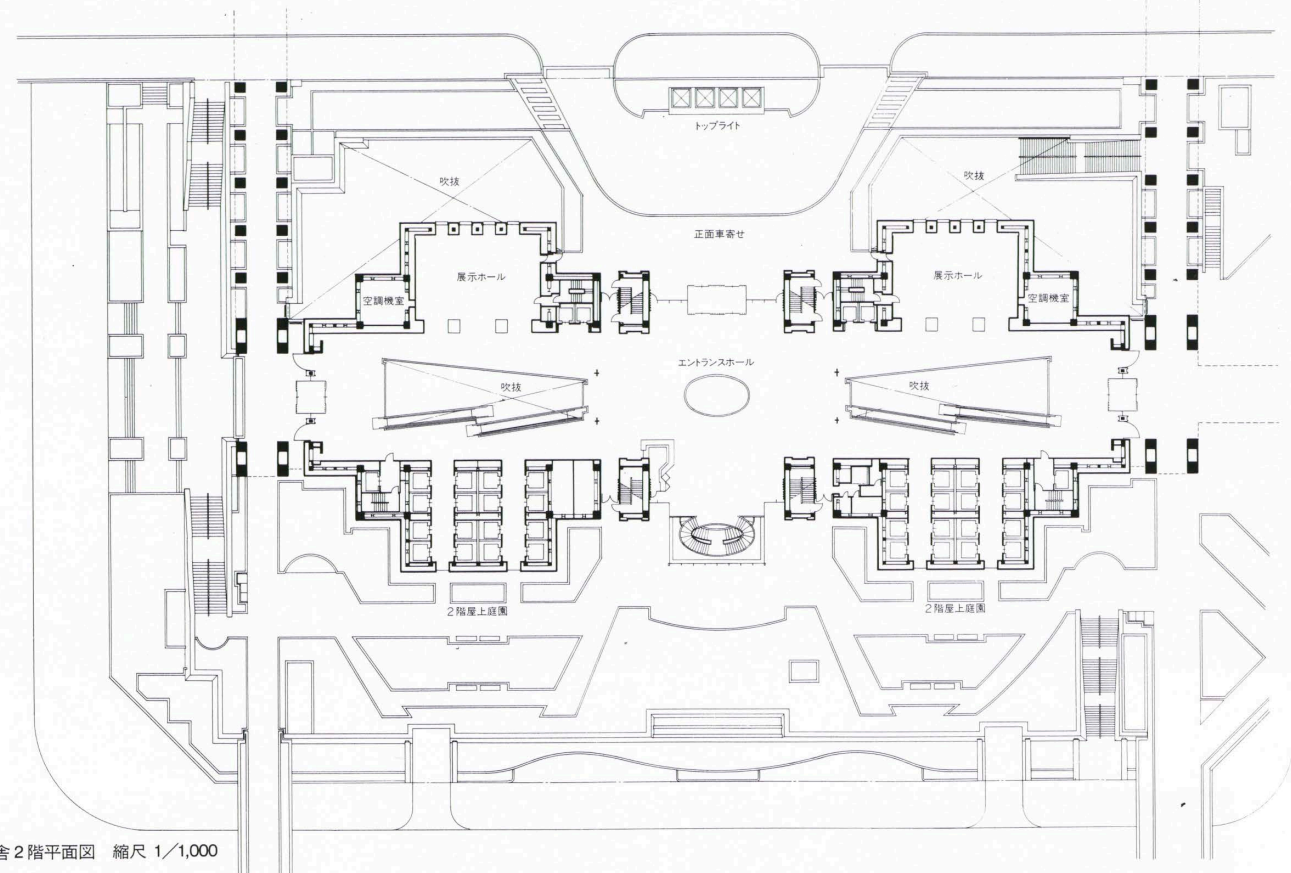 トップライト
吹抜
吹抜
正面車寄せ
展示ホール
展示ホール
空調機室
空調機室
エントランスホール
吹抜
吹抜
2階屋上庭園
2階屋上庭園
舎2階平面図 縮尺 1/1,000